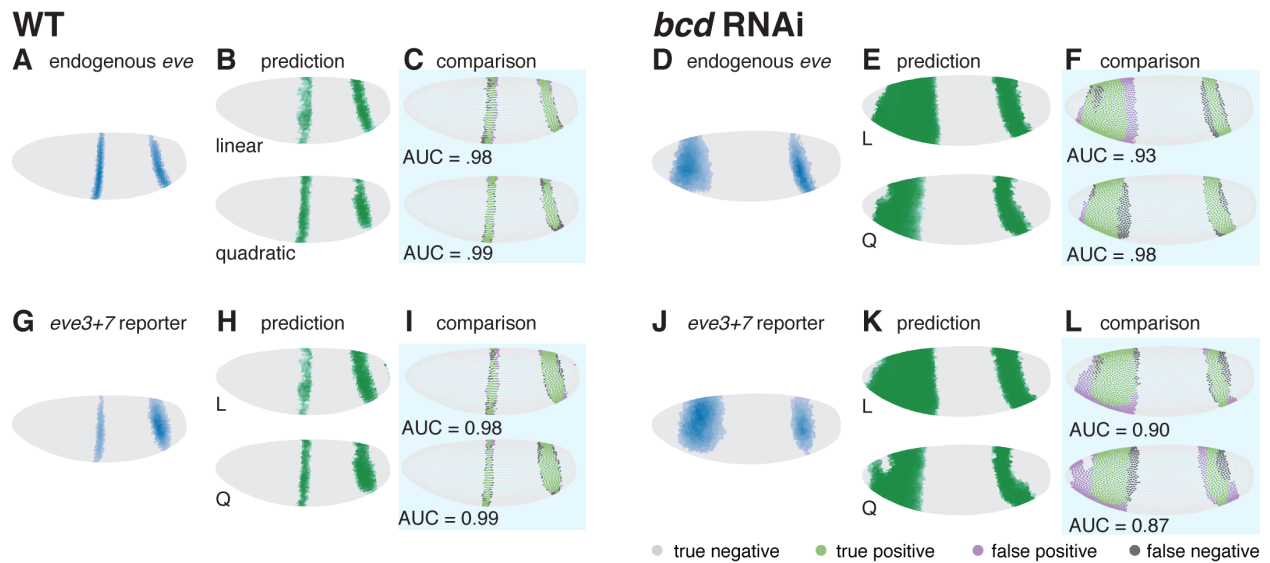 WT
bcd RNAi
A endogenous eve
B prediction
C comparison
D endogenous eve
E prediction
F comparison
linear
AUC = .98
L
AUC = .93
quadratic
AUC = .99
Q
AUC = .98
G eve3+7 reporter
H prediction
I comparison
J eve3+7 reporter
K prediction
L comparison
L
AUC = 0.98
L
AUC = 0.90
Q
AUC = 0.99
Q
AUC = 0.87
true negative
true positive
false positive
false negative